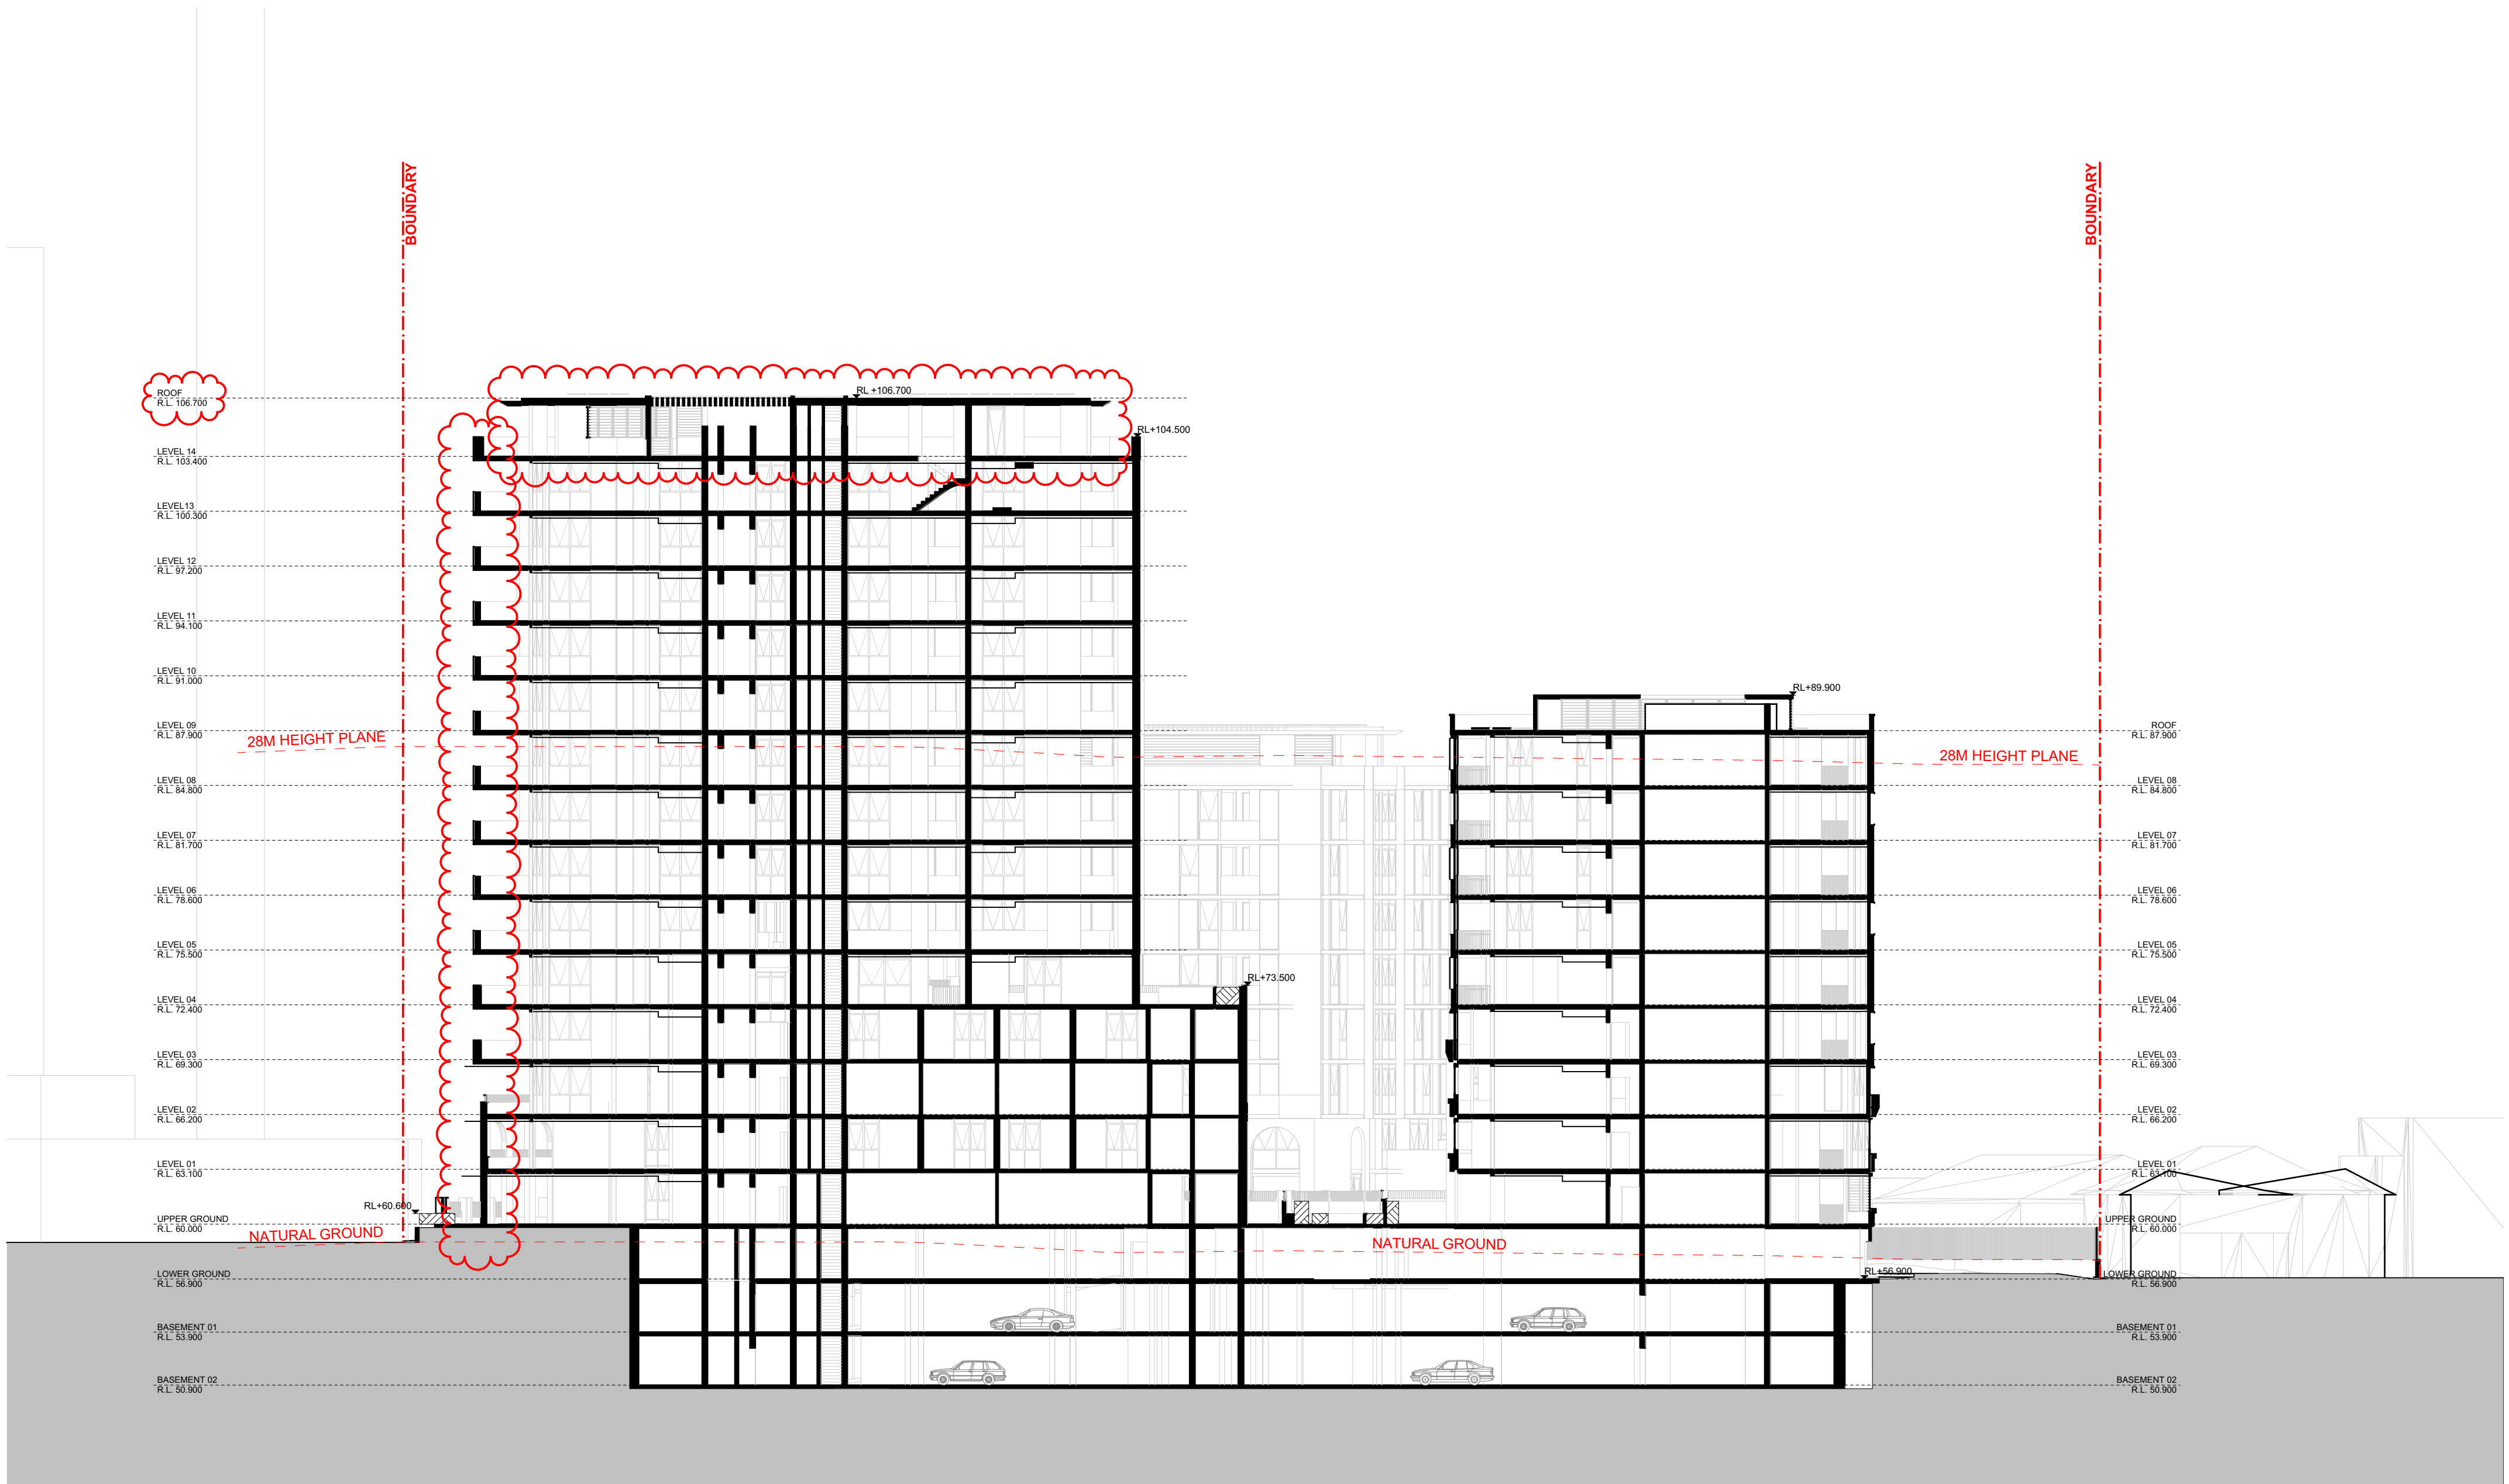 BOUNDARY
BOUNDARY
ROOF
R.L. 106.700
RL +106.700
RL+104.500
LEVEL 14
R.L. 103.400
LEVEL13
R.L. 100.300
LEVEL 12
R.L. 97.200
LEVEL 11
R.L. 94.100
LEVEL 10
R.L. 91.000
RL+89.900
LEVEL 09
R.L. 87.900
ROOF
R.L. 87.900
28M HEIGHT PLANE
28M HEIGHT PLANE
LEVEL 08
R.L. 84.800
LEVEL 08
R.L. 84.800
LEVEL 07
R.L. 81.700
LEVEL 07
R.L. 81.700
LEVEL 06
R.L. 78.600
LEVEL 06
R.L. 78.600
LEVEL 05
R.L. 75.500
LEVEL 05
R.L. 75.500
RL+73.500
LEVEL 04
R.L. 72.400
LEVEL 04
R.L. 72.400
LEVEL 03
R.L. 69.300
LEVEL 03
R.L. 69.300
LEVEL 02
R.L. 66.200
LEVEL 02
R.L. 66.200
LEVEL 01
R.L. 63.100
LEVEL 01
R.L. 63.100
RL+60.600
UPPER GROUND
R.L. 60.000
UPPER GROUND
R.L. 60.000
NATURAL GROUND
NATURAL GROUND
LOWER GROUND
R.L. 56.900
RL+56.900
LOWER GROUND
R.L. 56.900
BASEMENT 01
R.L. 53.900
BASEMENT 01
R.L. 53.900
BASEMENT 02
R.L. 50.900
BASEMENT 02
R.L. 50.900